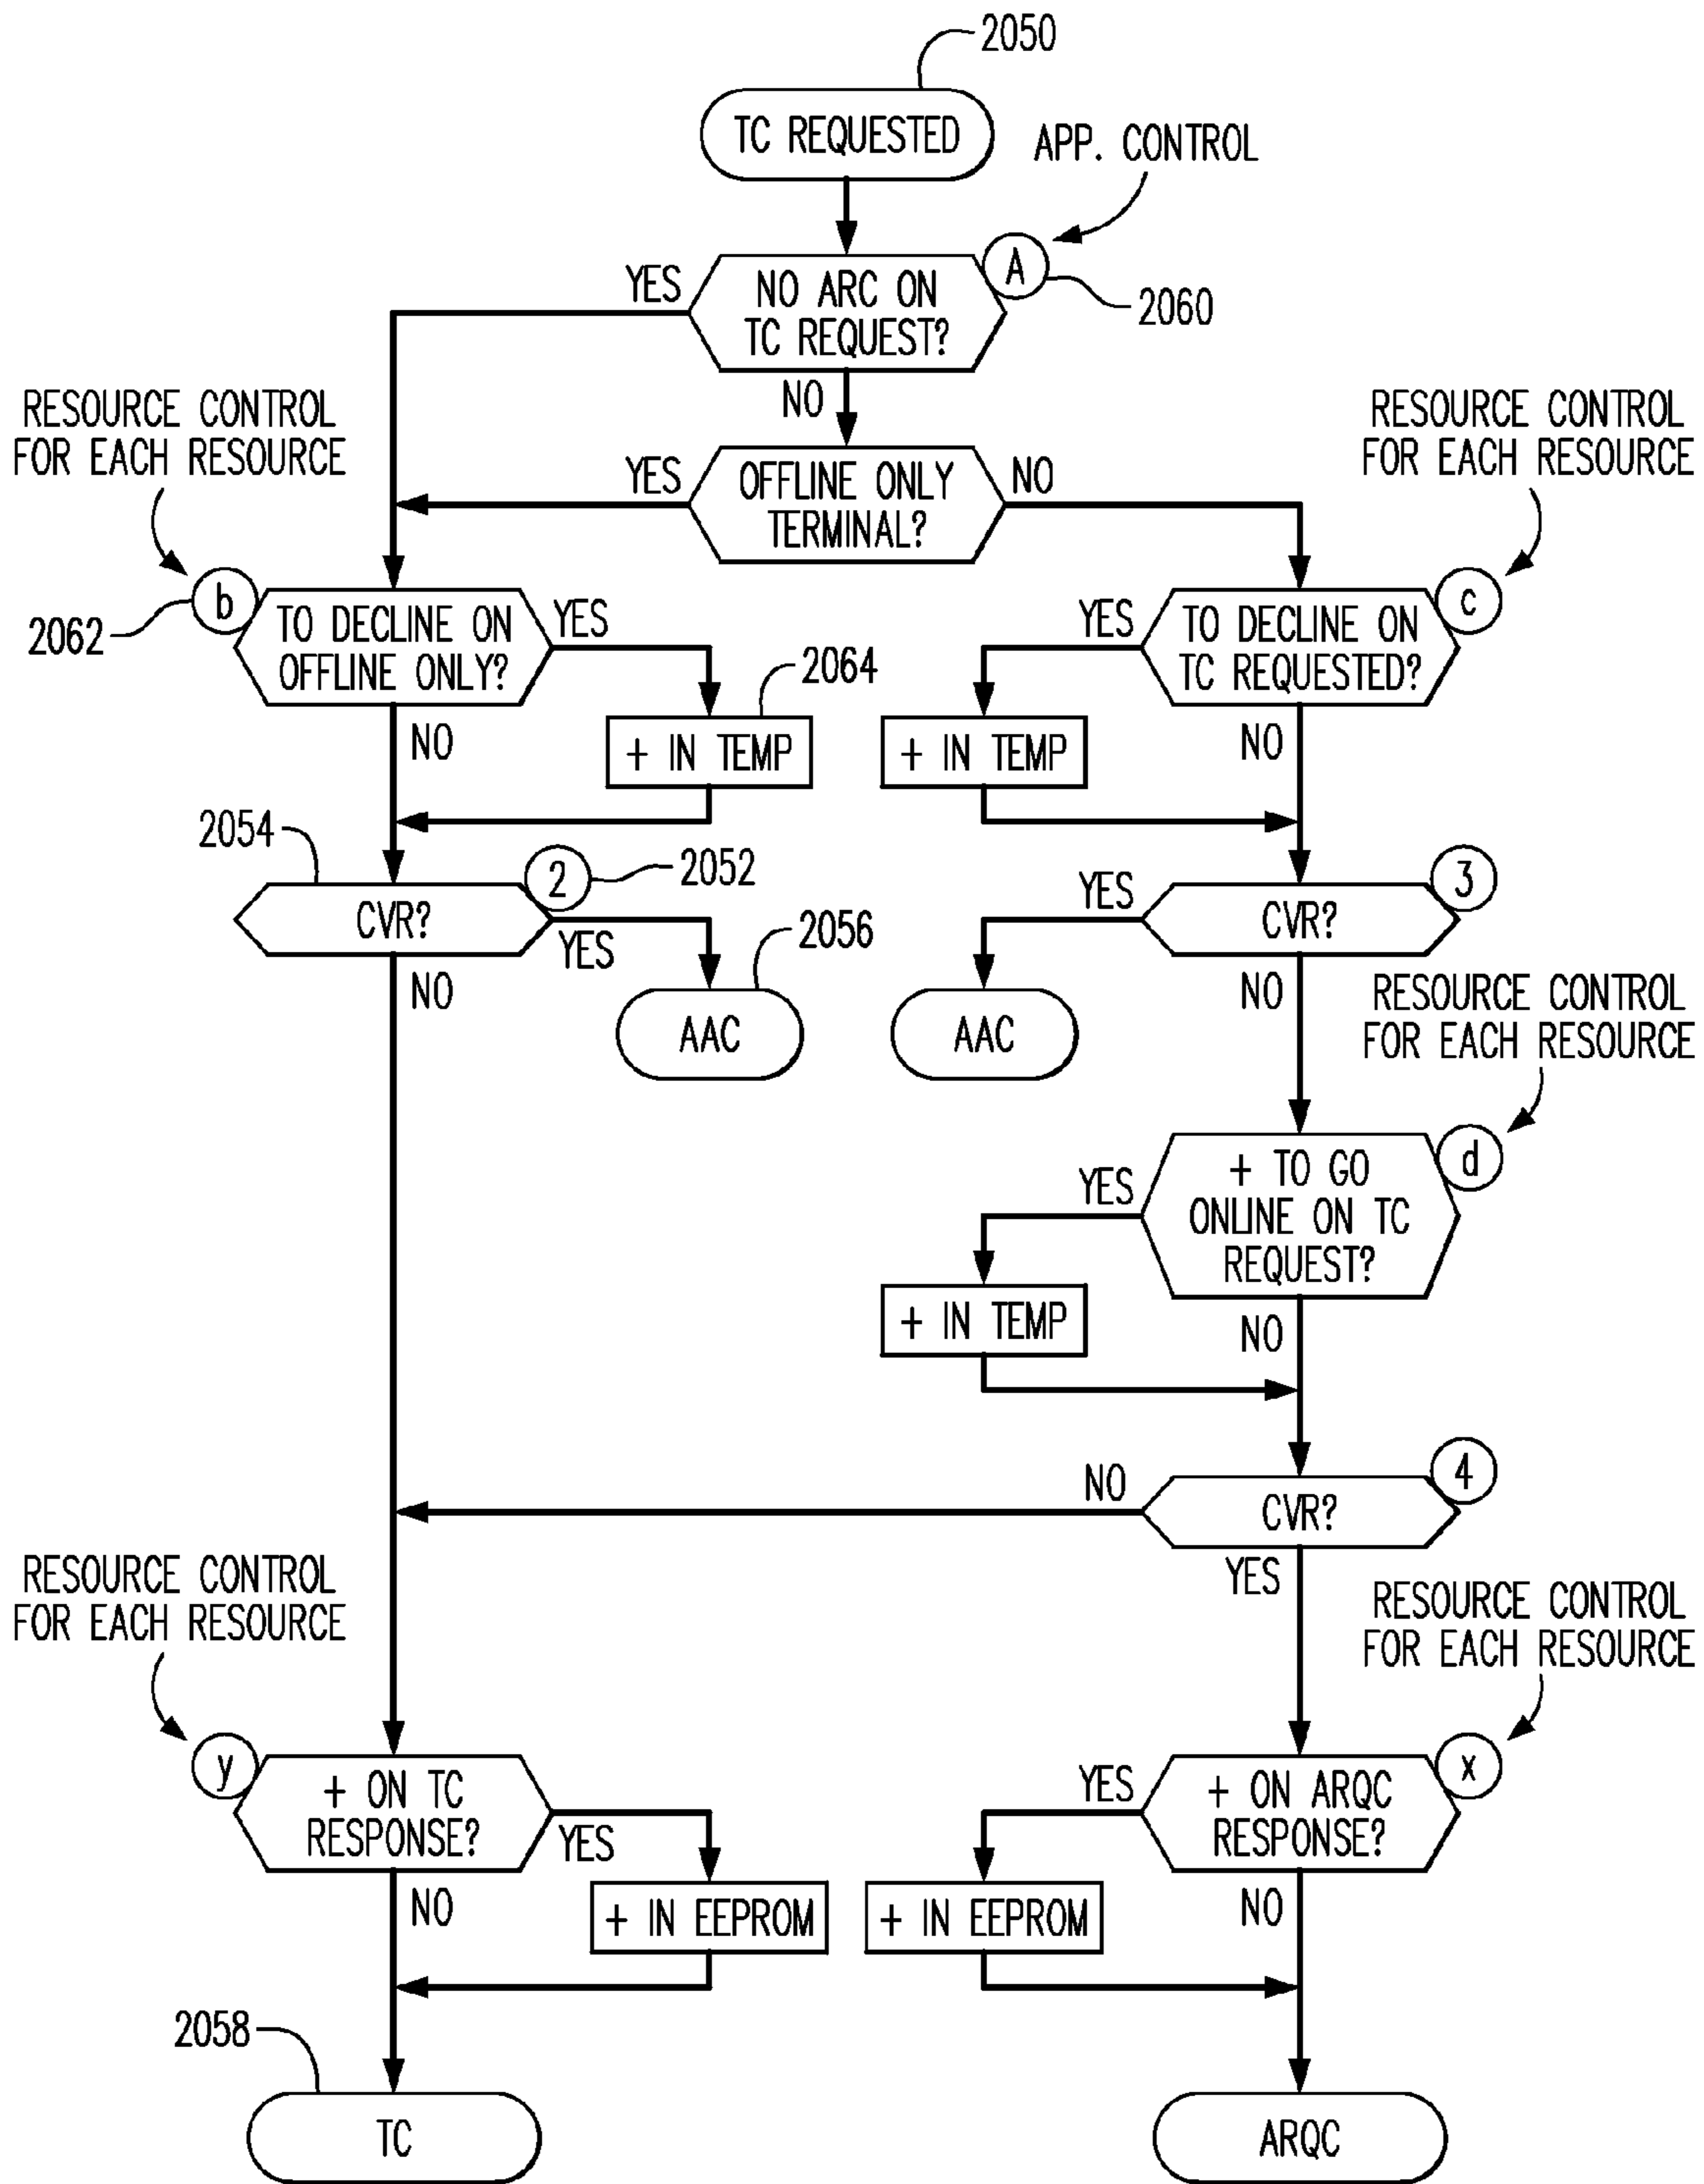 2050
TC REQUESTED
APP. CONTROL
A
YES
NO ARC ON
TC REQUEST?
2060
NO
RESOURCE CONTROL
FOR EACH RESOURCE
RESOURCE CONTROL
FOR EACH RESOURCE
YES
OFFLINE ONLY
TERMINAL?
NO
b
2062
TO DECLINE ON
OFFLINE ONLY?
YES
YES
TO DECLINE ON
TC REQUESTED?
c
2064
NO
+ IN TEMP
+ IN TEMP
NO
2054
2
2052
CVR?
YES
2056
YES
CVR?
3
NO
AAC
AAC
NO
RESOURCE CONTROL
FOR EACH RESOURCE
YES
+ TO GO
ONLINE ON TC
REQUEST?
d
+ IN TEMP
NO
NO
CVR?
4
YES
RESOURCE CONTROL
FOR EACH RESOURCE
RESOURCE CONTROL
FOR EACH RESOURCE
y
+ ON TC
RESPONSE?
YES
YES
+ ON ARQC
RESPONSE?
x
NO
+ IN EEPROM
+ IN EEPROM
NO
2058
TC
ARQC